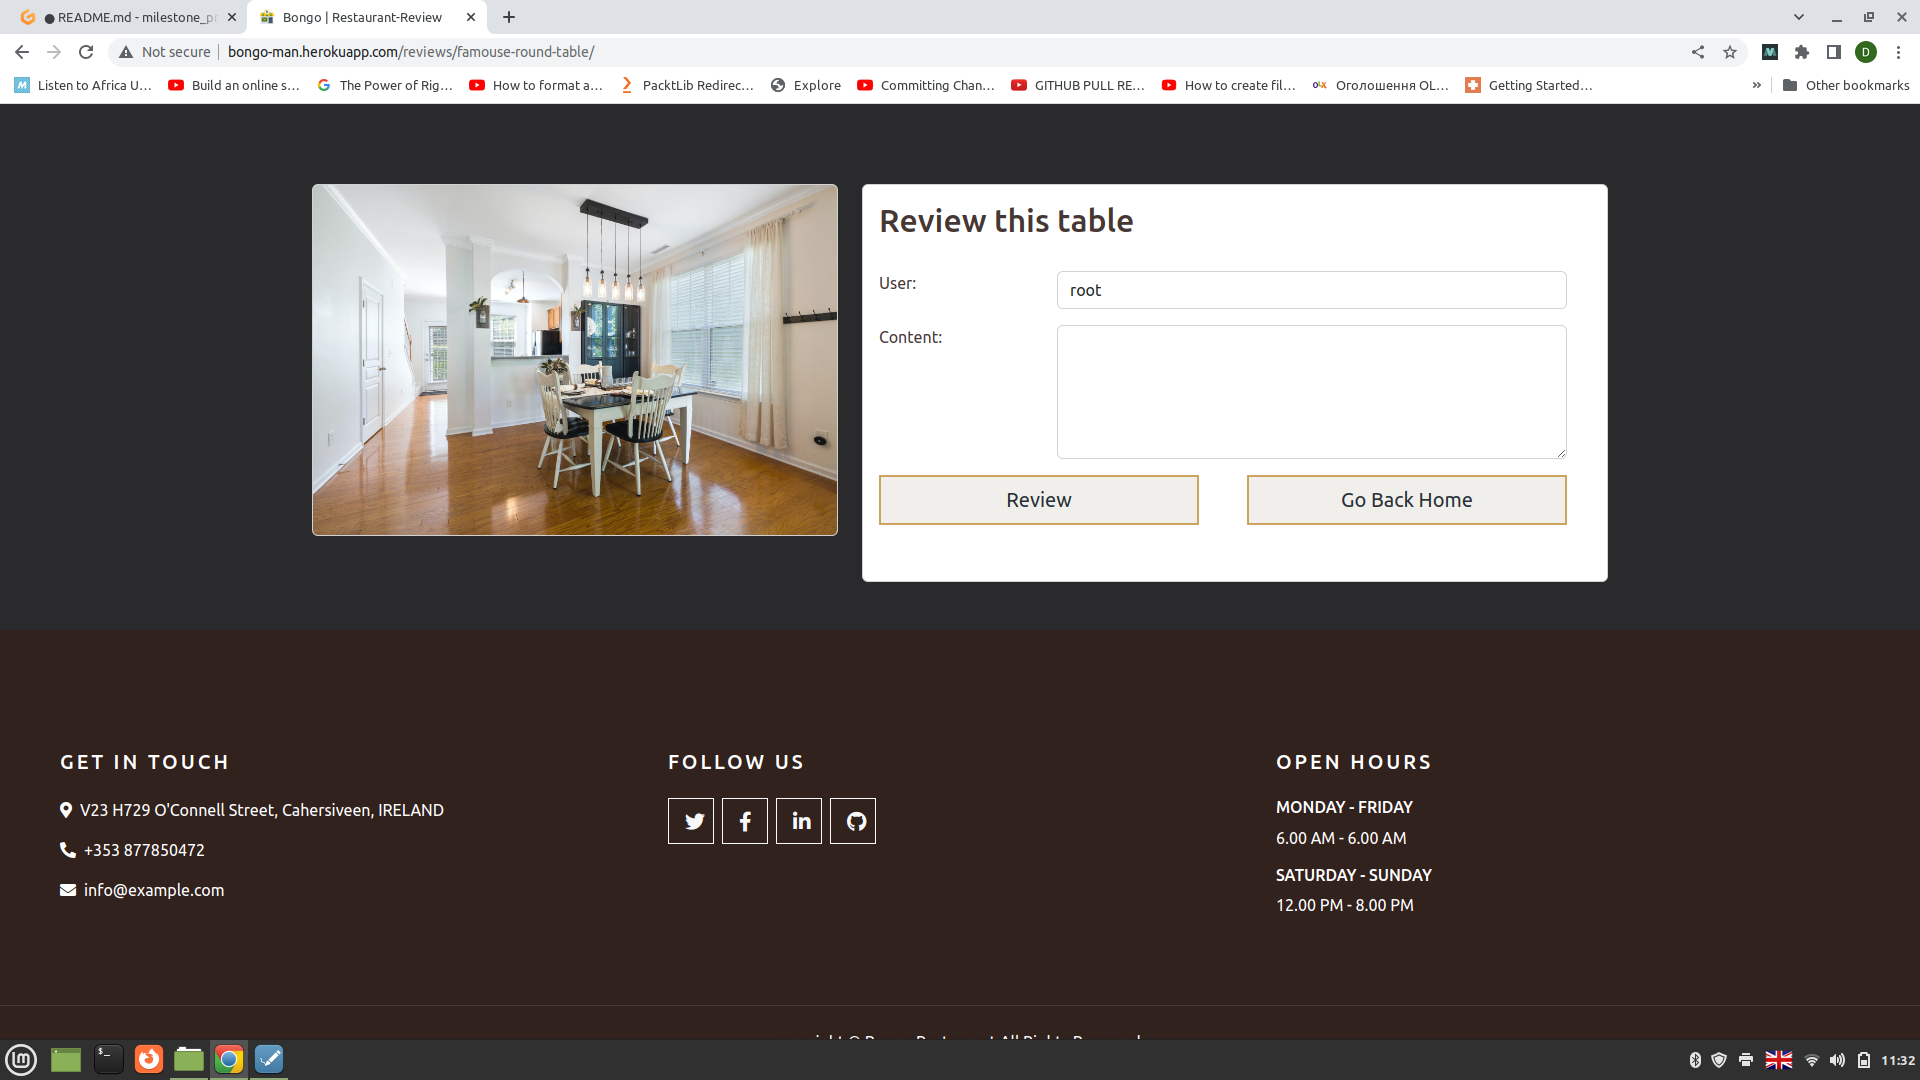 README.md - milestone_pr
Bongo | Restaurant-Review
Not secure
bongo-man.herokuapp.com/reviews/famouse-round-table/
D
Listen to Africa U…
Build an online s…
The Power of Rig…
How to format a…
PacktLib Redirec…
Explore
Committing Chan…
GITHUB PULL RE…
How to create fil…
Оголошення OL…
Getting Started…
»
Other bookmarks
Review this table
User:
root
Content:
Review
Go Back Home
GET IN TOUCH
V23 H729 O'Connell Street, Cahersiveen, IRELAND
+353 877850472
info@example.com
FOLLOW US
OPEN HOURS
MONDAY - FRIDAY
6.00 AM - 6.00 AM
SATURDAY - SUNDAY
12.00 PM - 8.00 PM
11:32